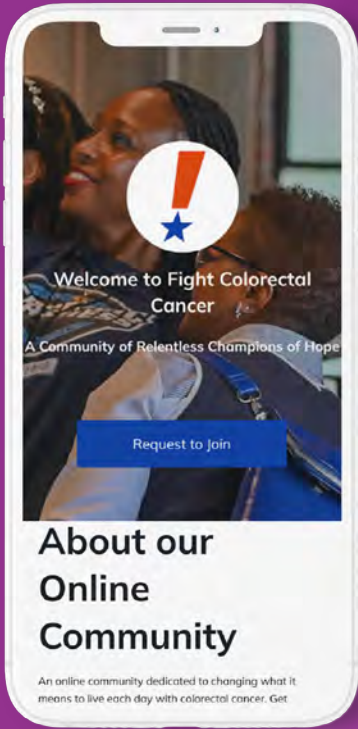 Welcome to Fight Colorectal
Cancer
A Community of Relentless Champions of Hope
Request to Join
About our
Online
Community
An online community dedicated to changing what it
means to live each day with colorectal cancer. Get